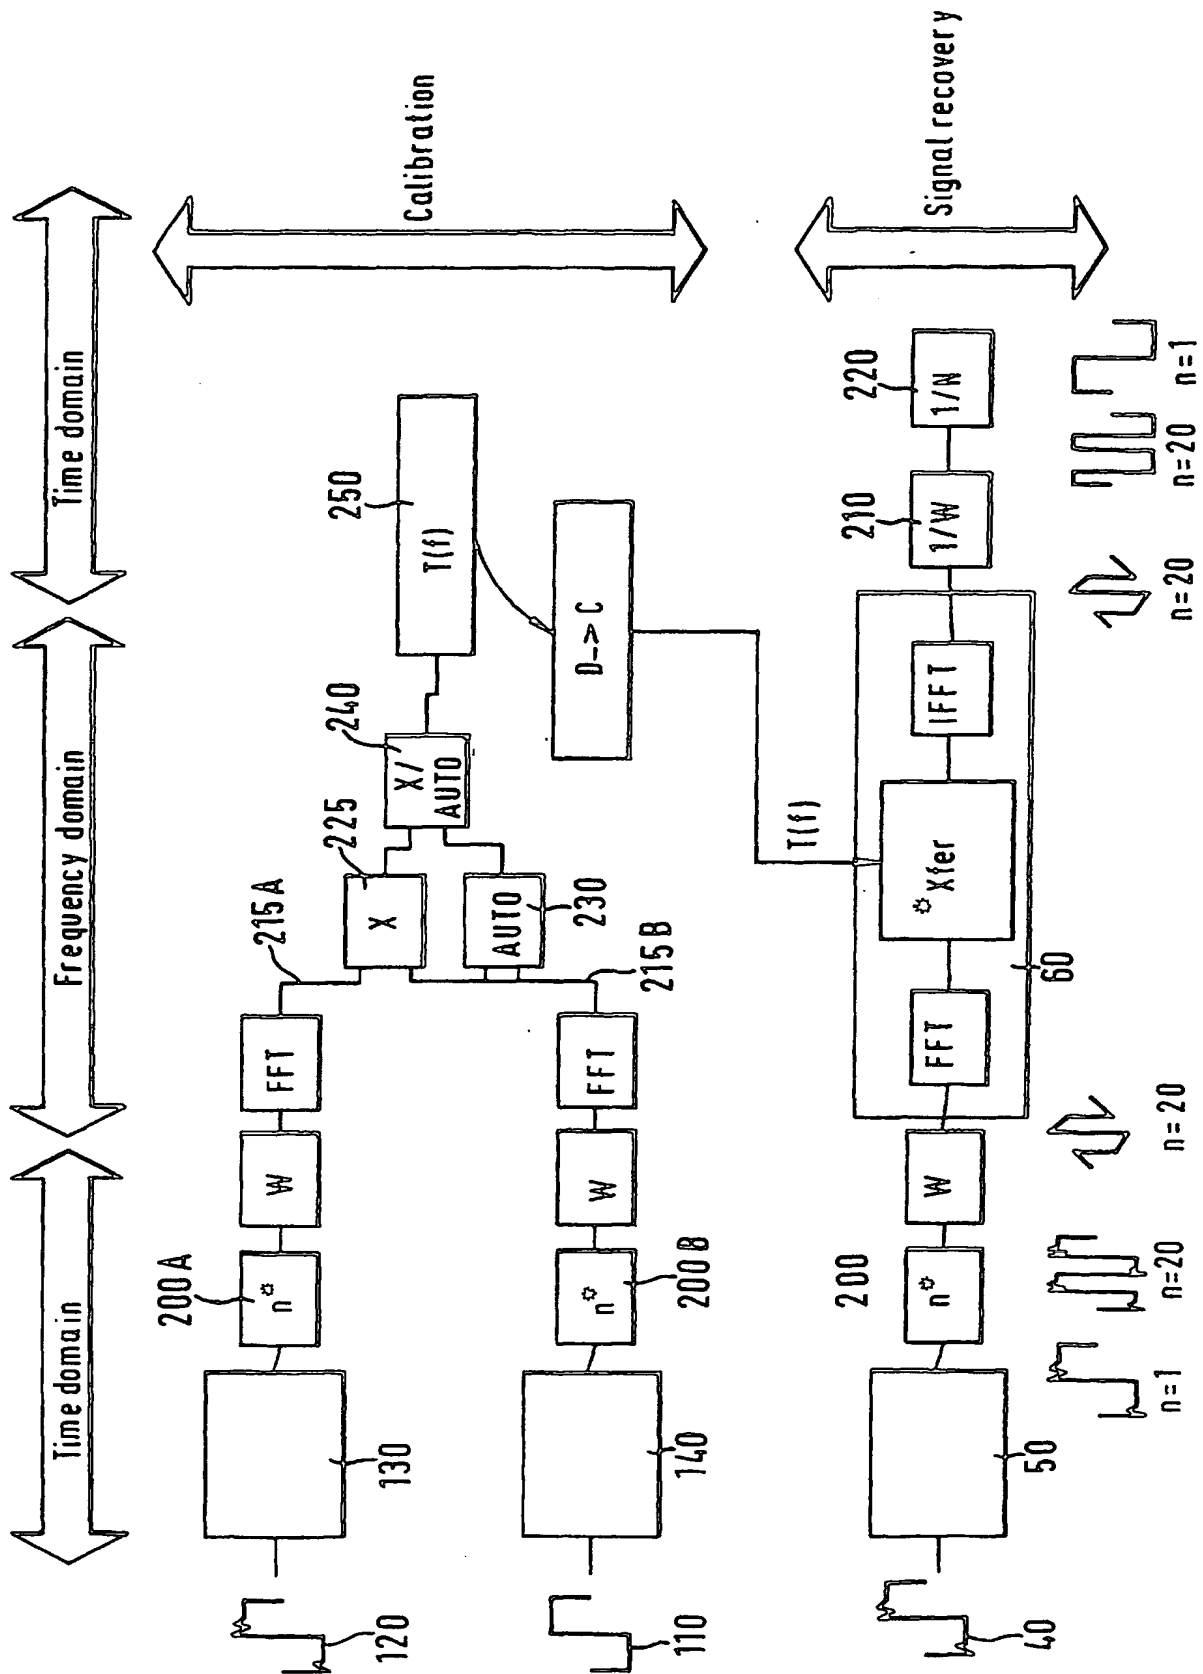 Time domain
Frequency domain
Time domain
Calibration
Signal recovery
120
130
200A
n*
W
FFT
215A
X
225
X/
AUTO
240
T(f)
250
110
140
n*
200B
W
FFT
215B
AUTO
230
D->C
T(f)
40
50
200
n*
W
FFT
*Xfer
IFFT
60
1/W
210
1/N
220
n=1
n=20
n=20
n=20
n=20
n=1